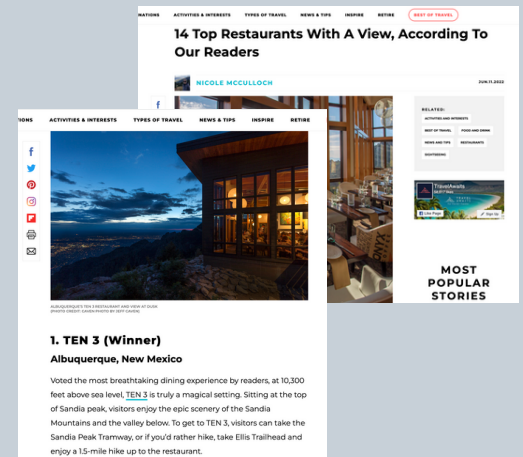 NATIONS ACTIVITIES & INTERESTS TYPES OF TRAVEL NEWS & TIPS INSPIRE RETIRE BEST OF TRAVEL
14 Top Restaurants With A View, According To
Our Readers
NICOLE MCCULLOCH
JUN.11.2022
RELATED:
ACTIVITIES AND INTERESTS
BEST OF TRAVEL FOOD AND DRINK
NEWS AND TIPS RESTAURANTS
SIGHTSEEING
TravelAwaits
Like Page Sign Up
MOST
POPULAR
STORIES
IONS ACTIVITIES & INTERESTS TYPES OF TRAVEL NEWS & TIPS INSPIRE RETIRE
ALBUQUERQUE'S TEN 3 RESTAURANT AND VIEW AT DUSK
1. TEN 3 (Winner)
Albuquerque, New Mexico
Voted the most breathtaking dining experience by readers, at 10,300
feet above sea level, TEN 3 is truly a magical setting. Sitting at the top
of Sandia peak, visitors enjoy the epic scenery of the Sandia
Mountains and the valley below. To get to TEN 3, visitors can take the
Sandia Peak Tramway, or if you'd rather hike, take Ellis Trailhead and
enjoy a 1.5-mile hike up to the restaurant.